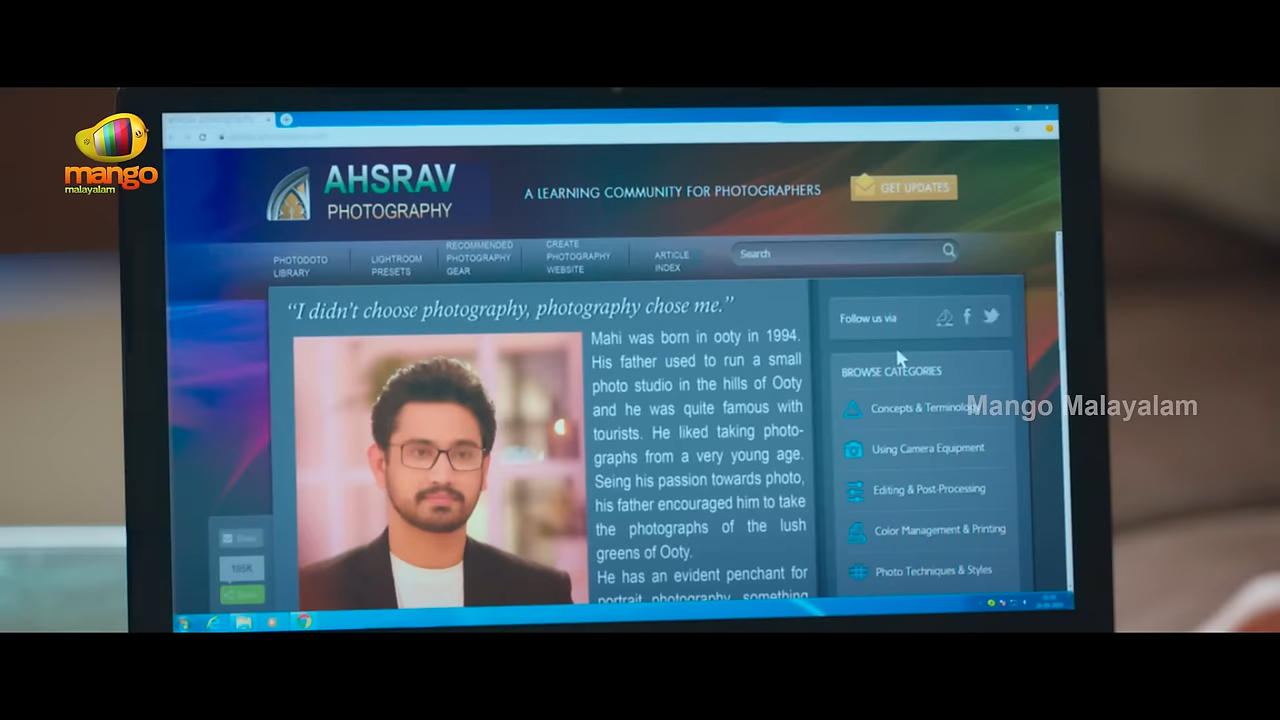 mango
malayalam
AHSRAV
PHOTOGRAPHY
A LEARNING COMMUNITY FOR PHOTOGRAPHERS
GET UPDATES
PHOTODOTO
LIBRARY
LIGHTROOM
PRESETS
RECOMMENDED
PHOTOGRAPHY
GEAR
CREATE
PHOTOGRAPHY
WEBSITE
ARTICLE
INDEX
Search
“I didn’t choose photography, photography chose me.”
Mahi was born in ooty in 1994.
His father used to run a small
photo studio in the hills of Ooty
and he was quite famous with
tourists. He liked taking photo-
graphs from a very young age.
Seing his passion towards photo,
his father encouraged him to take
the photographs of the lush
greens of Ooty.
He has an evident penchant for
portrait photography, something
Follow us via
BROWSE CATEGORIES
Concepts & Terminology
Using Camera Equipment
Editing & Post-Processing
Color Management & Printing
Photo Techniques & Styles
105K
Mango Malayalam